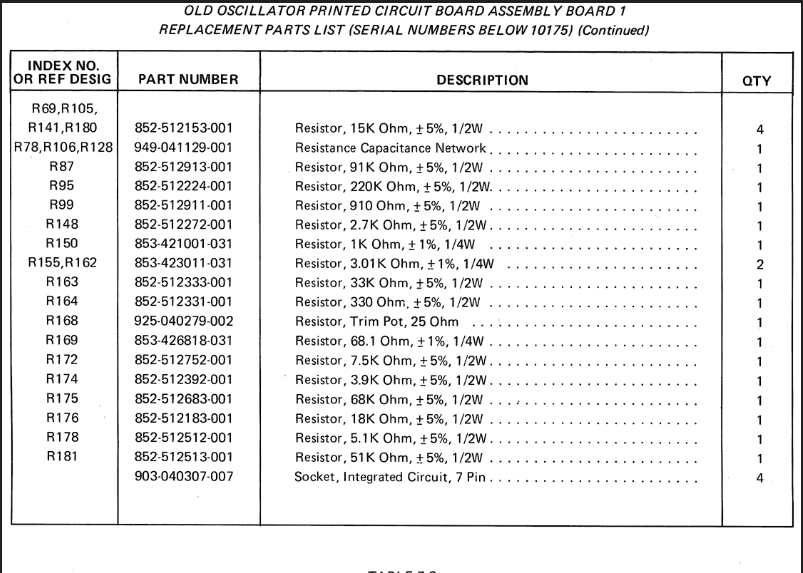 OLD OSCILLATOR PRINTED CIRCUIT BOARD ASSEMBLY BOARD 1
REPLACEMENT PARTS LIST (SERIAL NUMBERS BELOW 10175) (Continued)
INDEX NO. OR REF DESIG PART NUMBER DESCRIPTION QTY
R69,R105,
R141,R180 852-512153-001 Resistor, 15K Ohm, ±5%, 1/2W 4
R78,R106,R128 949-041129-001 Resistance Capacitance Network 1
R87 852-512913-001 Resistor, 91K Ohm, ±5%, 1/2W 1
R95 852-512224-001 Resistor, 220K Ohm, ±5%, 1/2W. 1
R99 852-512911-001 Resistor, 910 Ohm, ±5%, 1/2W 1
R148 852-512272-001 Resistor, 2.7K Ohm, ±5%, 1/2W 1
R150 853-421001-031 Resistor, 1K Ohm, ±1%, 1/4W 1
R155,R162 853-423011-031 Resistor, 3.01K Ohm, ±1%, 1/4W 2
R163 852-512333-001 Resistor, 33K Ohm, ±5%, 1/2W 1
R164 852-512331-001 Resistor, 330 Ohm, ±5%, 1/2W 1
R168 925-040279-002 Resistor, Trim Pot, 25 Ohm 1
R169 853-426818-031 Resistor, 68.1 Ohm, ±1%, 1/4W 1
R172 852-512752-001 Resistor, 7.5K Ohm, ±5%, 1/2W 1
R174 852-512392-001 Resistor, 3.9K Ohm, ±5%, 1/2W 1
R175 852-512683-001 Resistor, 68K Ohm, ±5%, 1/2W 1
R176 852-512183-001 Resistor, 18K Ohm, ±5%, 1/2W 1
R178 852-512512-001 Resistor, 5.1K Ohm, ±5%, 1/2W 1
R181 852-512513-001 Resistor, 51K Ohm, ±5%, 1/2W 1
903-040307-007 Socket, Integrated Circuit, 7 Pin 4